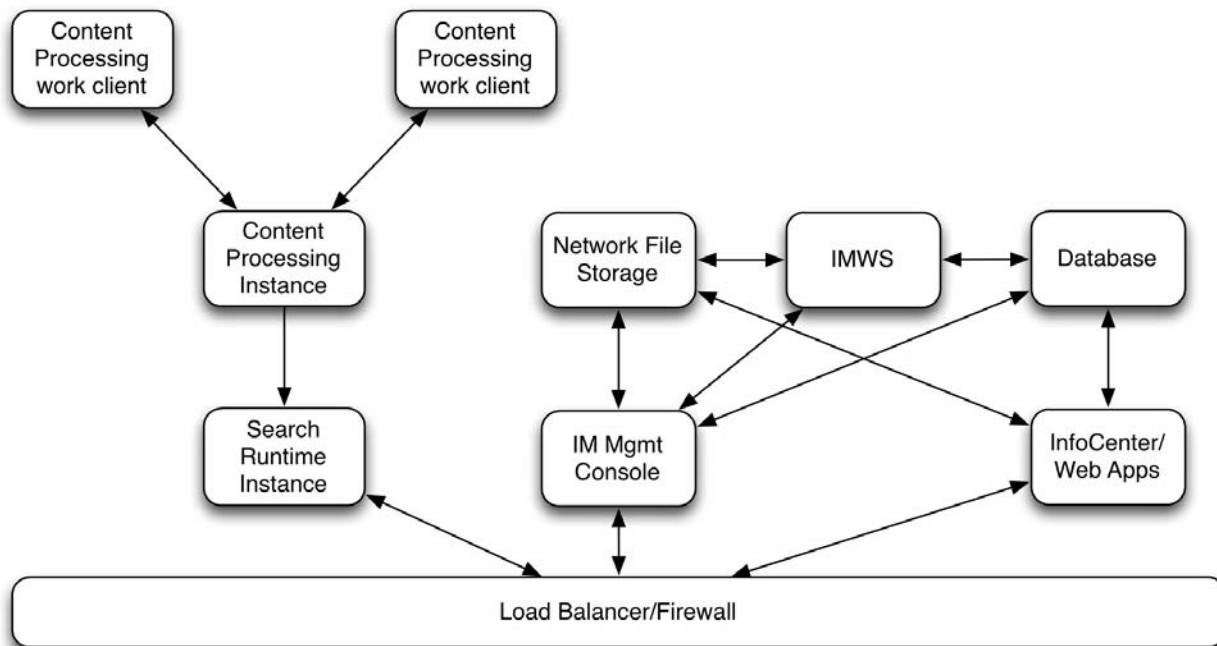 Content
Processing
work client
Content
Processing
work client
Content
Processing
Instance
Network File
Storage
IMWS
Database
Search
Runtime
Instance
IM Mgmt
Console
InfoCenter/
Web Apps
Load Balancer/Firewall